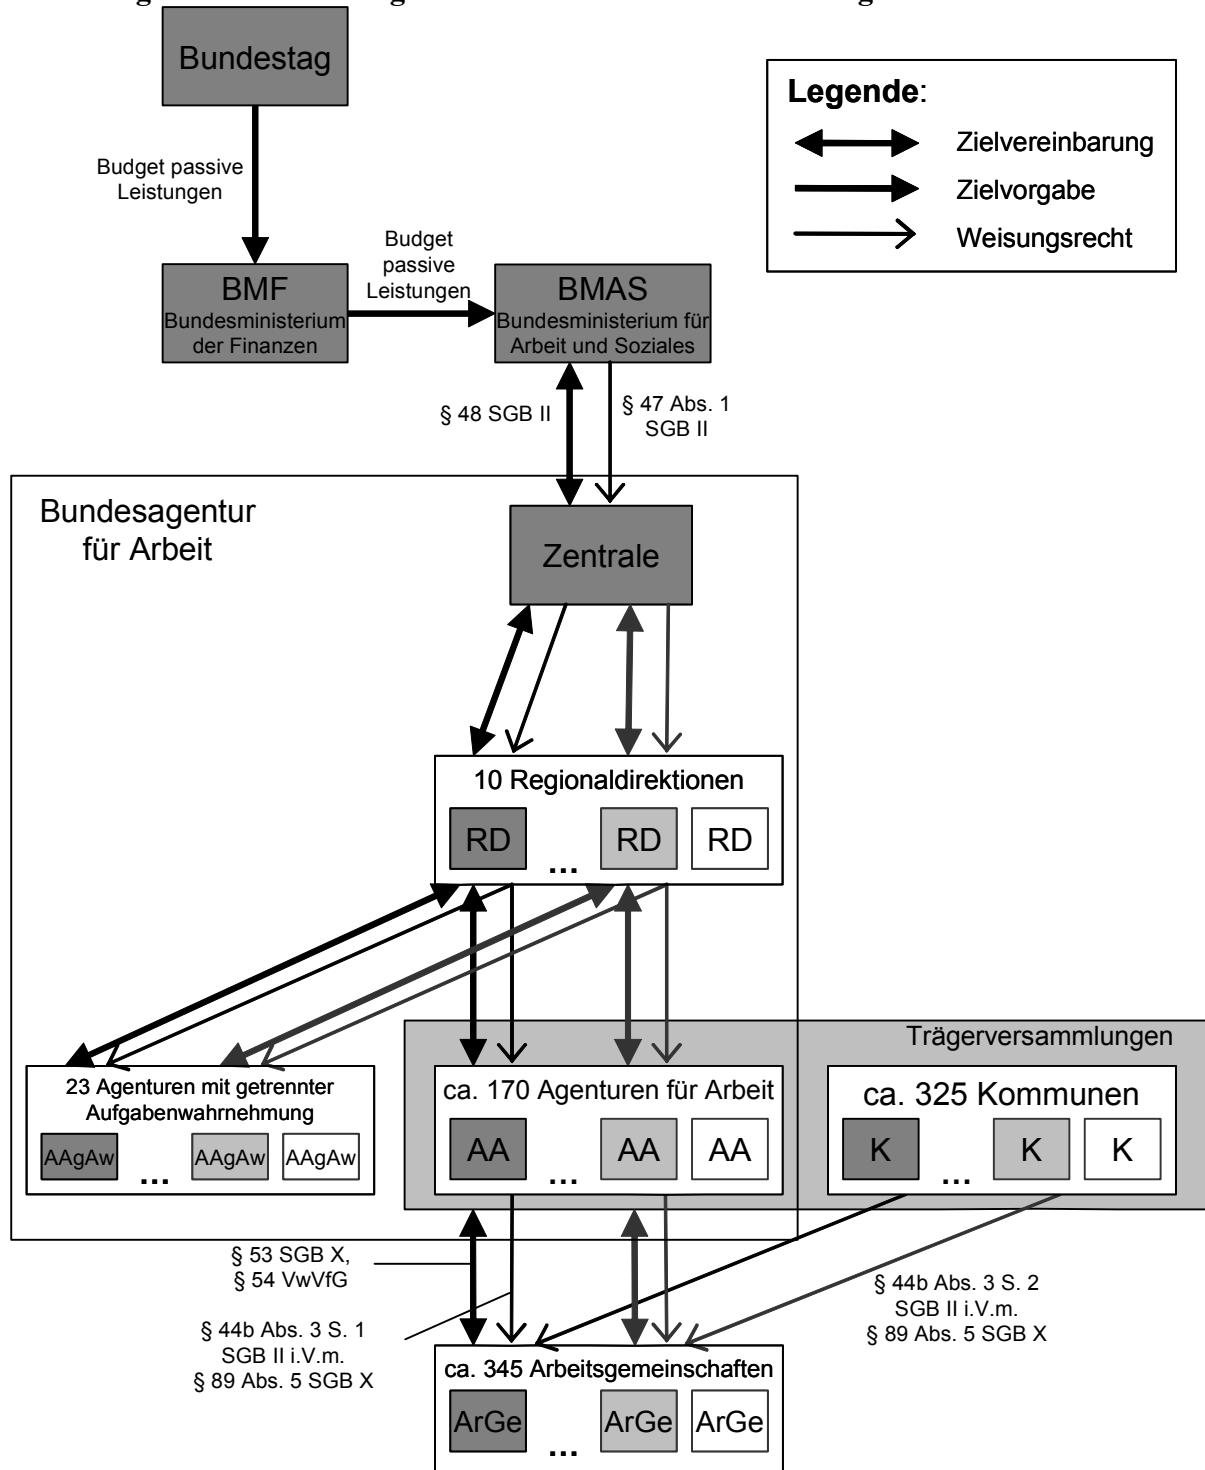 Bundestag
Legende:
Zielvereinbarung
Zielvorgabe
Weisungsrecht
Budget passive
Leistungen
Budget
passive
Leistungen
BMF
Bundesministerium
der Finanzen
BMAS
Bundesministerium für
Arbeit und Soziales
§ 48 SGB II
§ 47 Abs. 1
SGB II
Bundesagentur
für Arbeit
Zentrale
10 Regionaldirektionen
RD
...
RD
RD
Trägerversammlungen
23 Agenturen mit getrennter
Aufgabenwahrnehmung
AAgAw
...
AAgAw
AAgAw
ca. 170 Agenturen für Arbeit
AA
...
AA
AA
ca. 325 Kommunen
K
...
K
K
§ 53 SGB X,
§ 54 VwVfG
§ 44b Abs. 3 S. 1
SGB II i.V.m.
§ 89 Abs. 5 SGB X
§ 44b Abs. 3 S. 2
SGB II i.V.m.
§ 89 Abs. 5 SGB X
ca. 345 Arbeitsgemeinschaften
ArGe
...
ArGe
ArGe